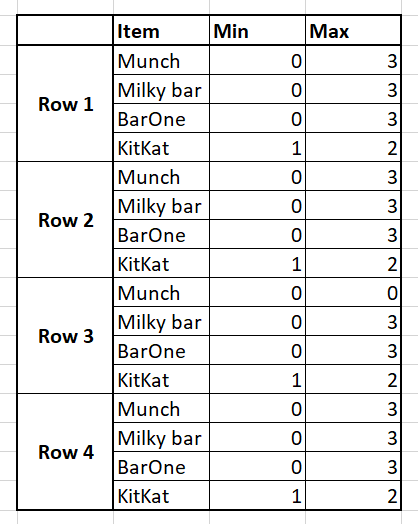 Item Min Max
Row 1
Munch 0 3
Milky bar 0 3
BarOne 0 3
KitKat 1 2
Row 2
Munch 0 3
Milky bar 0 3
BarOne 0 3
KitKat 1 2
Row 3
Munch 0 0
Milky bar 0 3
BarOne 0 3
KitKat 1 2
Row 4
Munch 0 3
Milky bar 0 3
BarOne 0 3
KitKat 1 2